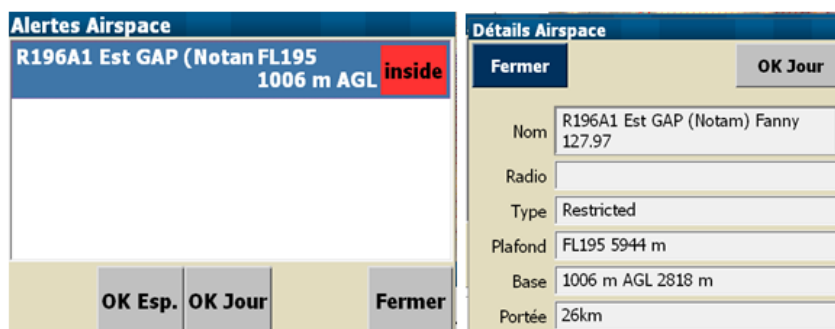 Alertes Airspace
R196A1 Est GAP (Notan FL195
1006 m AGL
inside
OK Esp.
OK Jour
Fermer
Détails Airspace
Fermer
OK Jour
Nom
R196A1 Est GAP (Notam) Fanny
127.97
Radio
Type
Restricted
Plafond
FL195 5944 m
Base
1006 m AGL 2818 m
Portée
26km